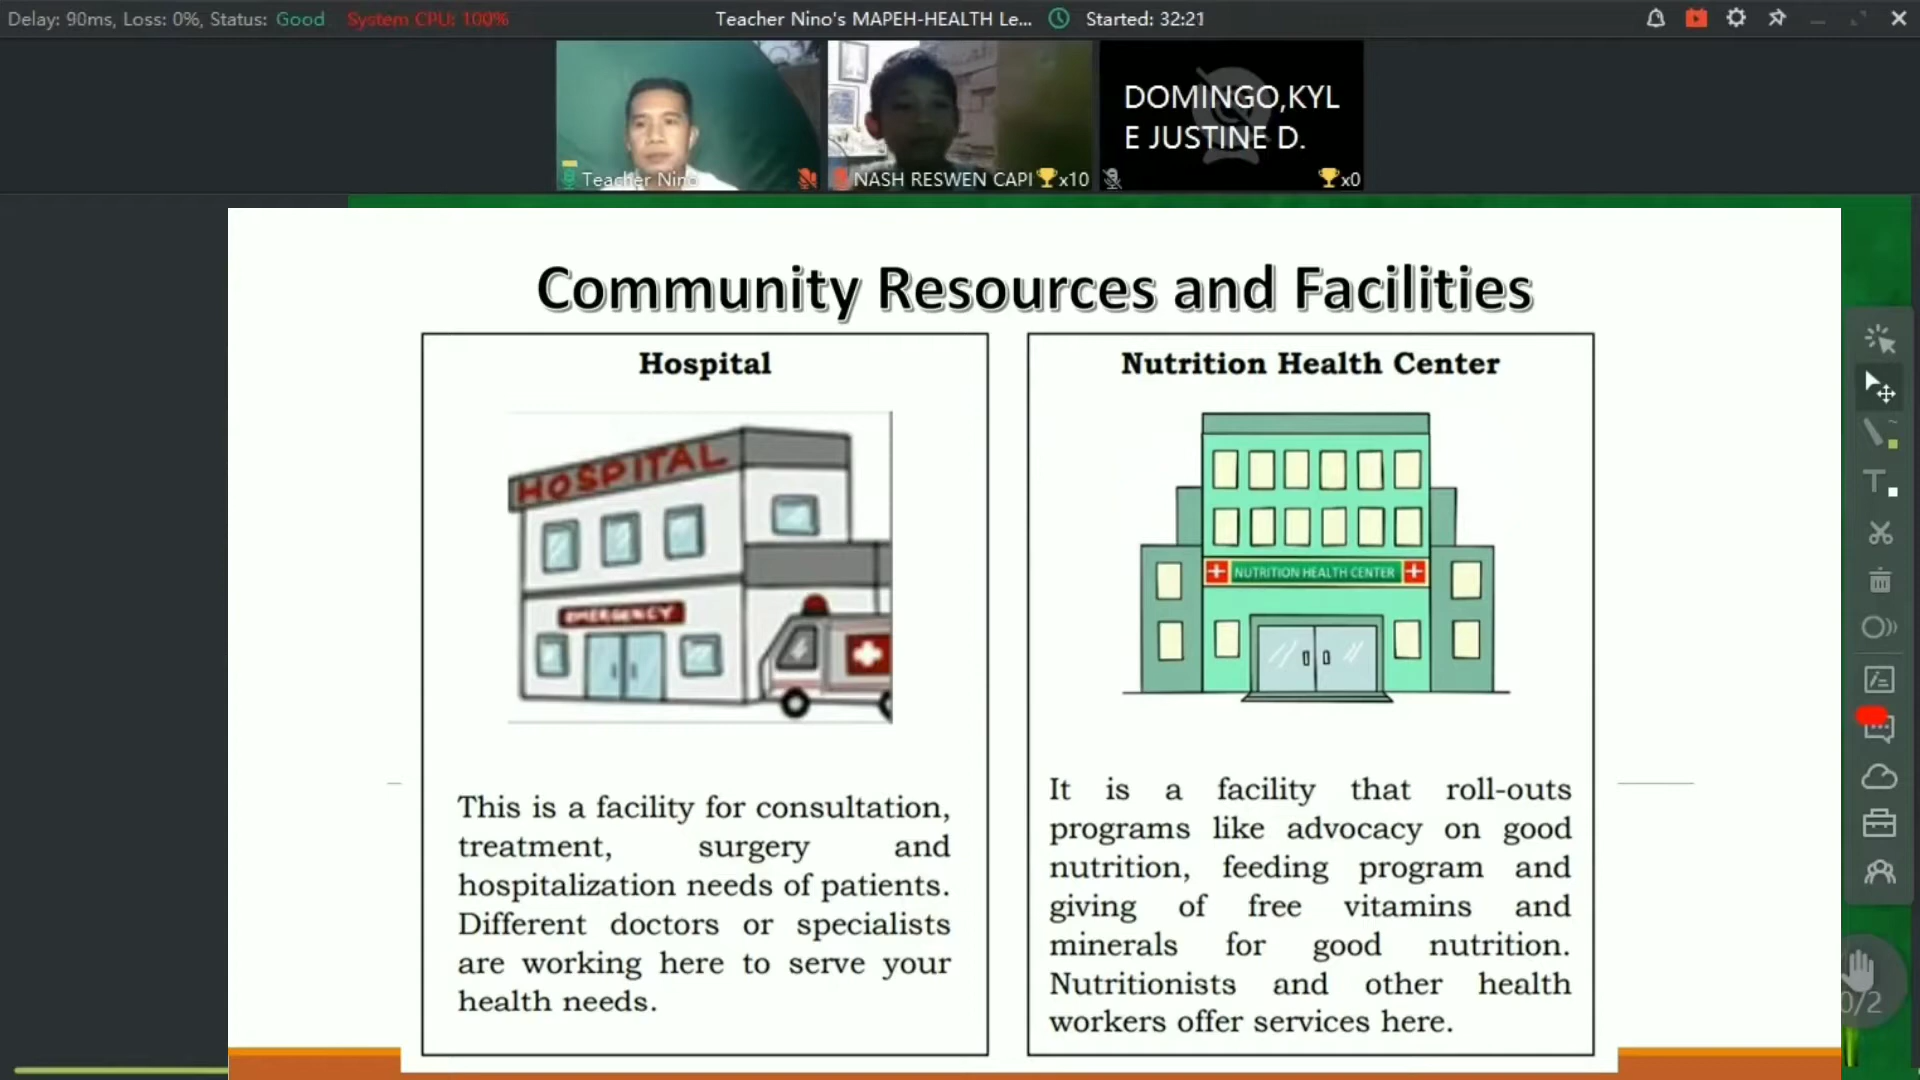 Delay: 90ms, Loss: 0%, Status: Good System CPU: 100% Teacher Nino's MAPEH-HEALTH Le... Started: 32:21
DOMINGO,KYL
E JUSTINE D.
Teacher Nino NASH RESWEN CAPI x10 x0
Community Resources and Facilities
Hospital
HOSPITAL
EMERGENCY
This is a facility for consultation,
treatment, surgery and
hospitalization needs of patients.
Different doctors or specialists
are working here to serve your
health needs.
Nutrition Health Center
NUTRITION HEALTH CENTER
It is a facility that roll-outs
programs like advocacy on good
nutrition, feeding program and
giving of free vitamins and
minerals for good nutrition.
Nutritionists and other health
workers offer services here.
0/2